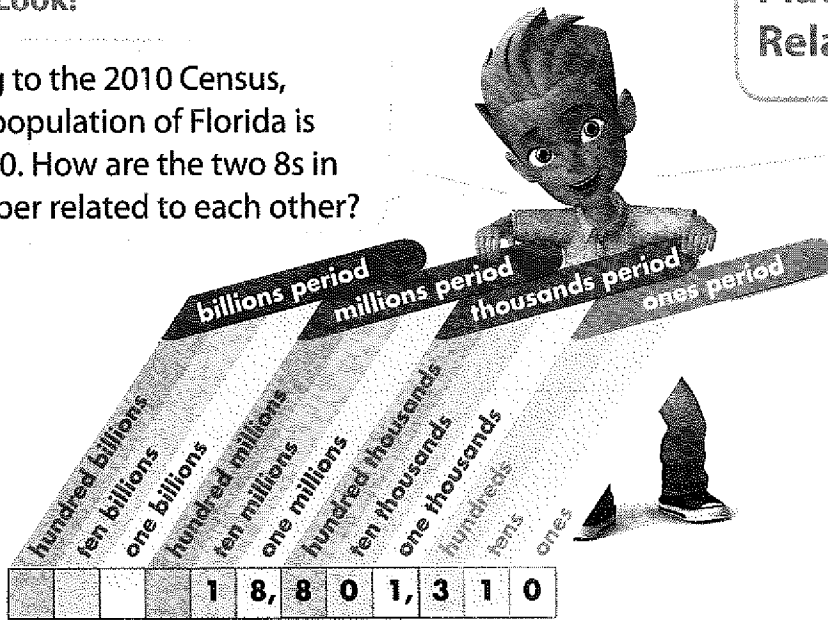 Look!
g to the 2010 Census,
population of Florida is
0. How are the two 8s in
ber related to each other?
Rela
billions period
millions period
thousands period
ones period
hundred billions
ten billions
one billions
hundred millions
ten millions
one millions
hundred thousands
ten thousands
one thousands
hundreds
tens
ones
1 8, 8 0 1, 3 1 0